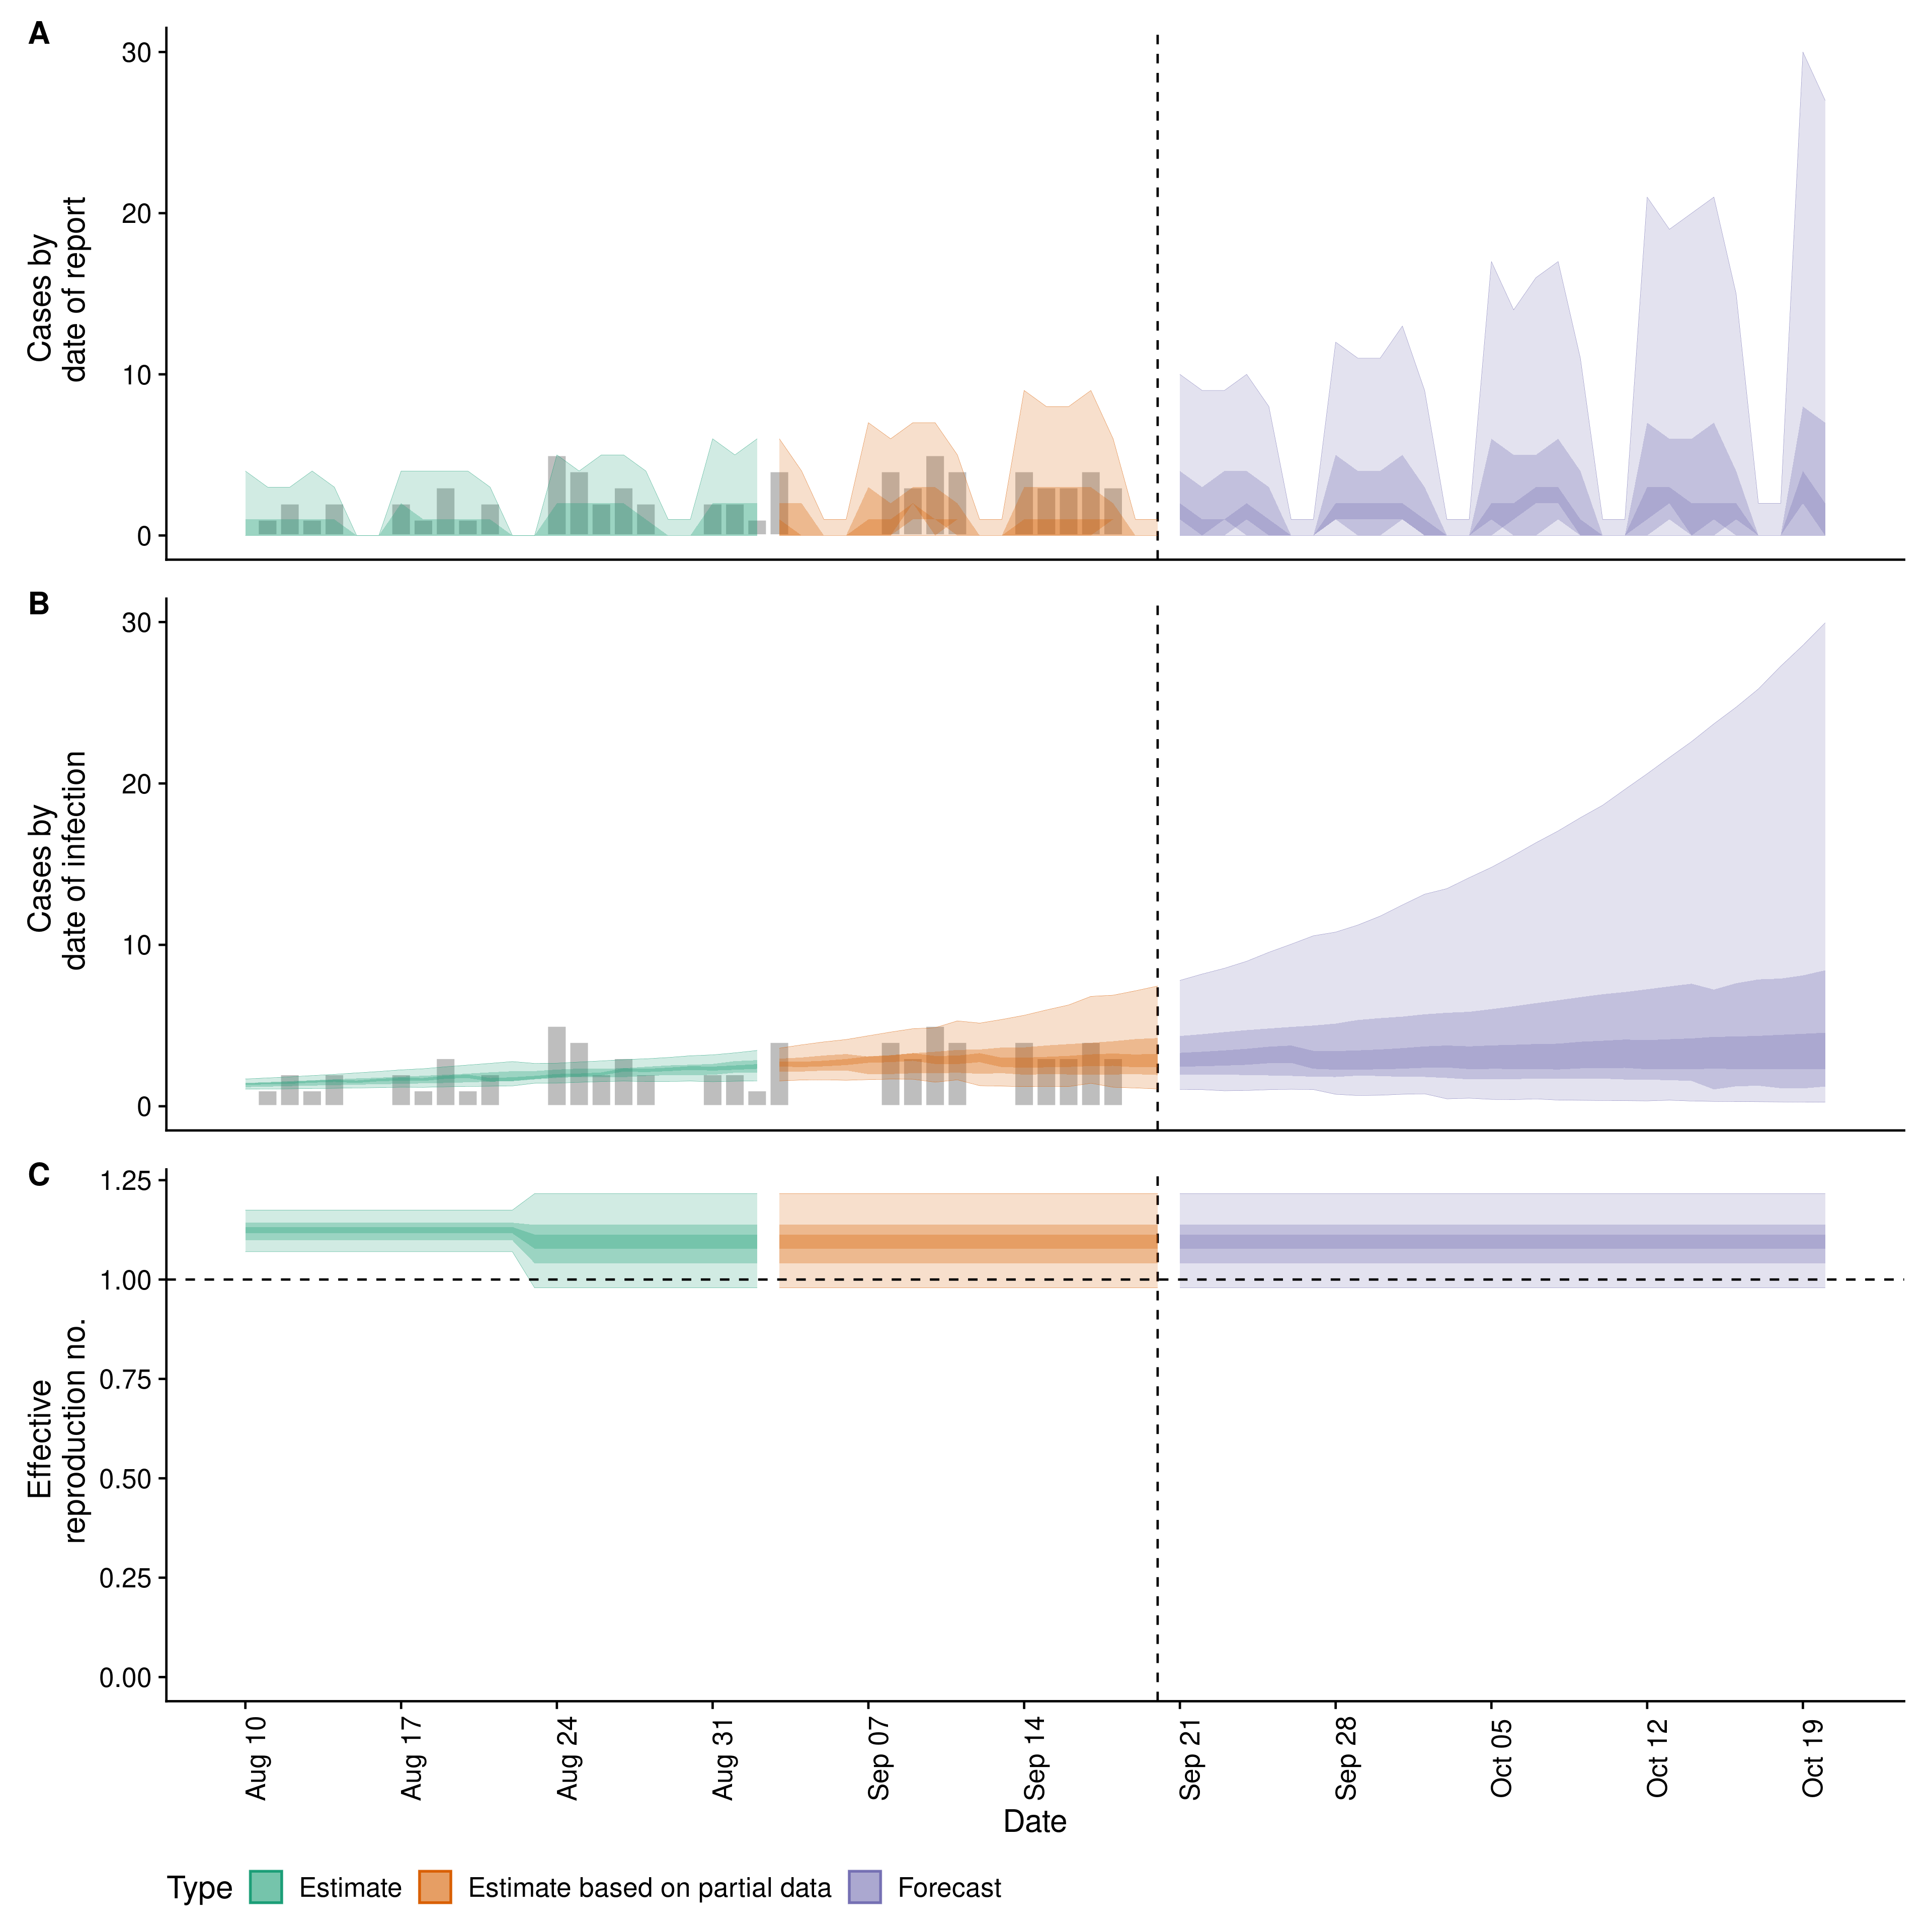 A
30
20
10
0
Cases by
date of report
B
30
20
10
0
Cases by
date of infection
C
1.25
1.00
0.75
0.50
0.25
0.00
Effective
reproduction no.
Aug 10
Aug 17
Aug 24
Aug 31
Sep 07
Sep 14
Sep 21
Sep 28
Oct 05
Oct 12
Oct 19
Date
Type Estimate Estimate based on partial data Forecast